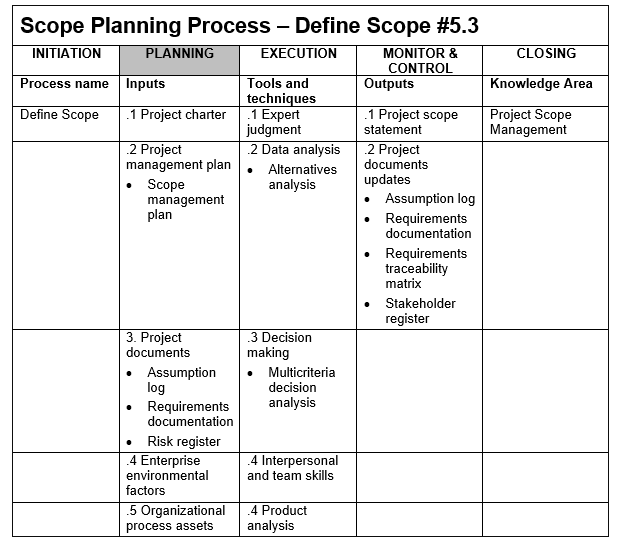 Scope Planning Process – Define Scope #5.3
INITIATION PLANNING EXECUTION MONITOR & CONTROL CLOSING
Process name Inputs Tools and techniques Outputs Knowledge Area
Define Scope
.1 Project charter
.1 Expert
judgment
.1 Project scope
statement
Project Scope
Management
.2 Project
management plan
• Scope
management
plan
.2 Data analysis
• Alternatives
analysis
.2 Project
documents
updates
• Assumption log
• Requirements
documentation
• Requirements
traceability
matrix
• Stakeholder
register
3. Project
documents
• Assumption
log
• Requirements
documentation
• Risk register
.3 Decision
making
• Multicriteria
decision
analysis
.4 Enterprise
environmental
factors
.4 Interpersonal
and team skills
.5 Organizational
process assets
.4 Product
analysis